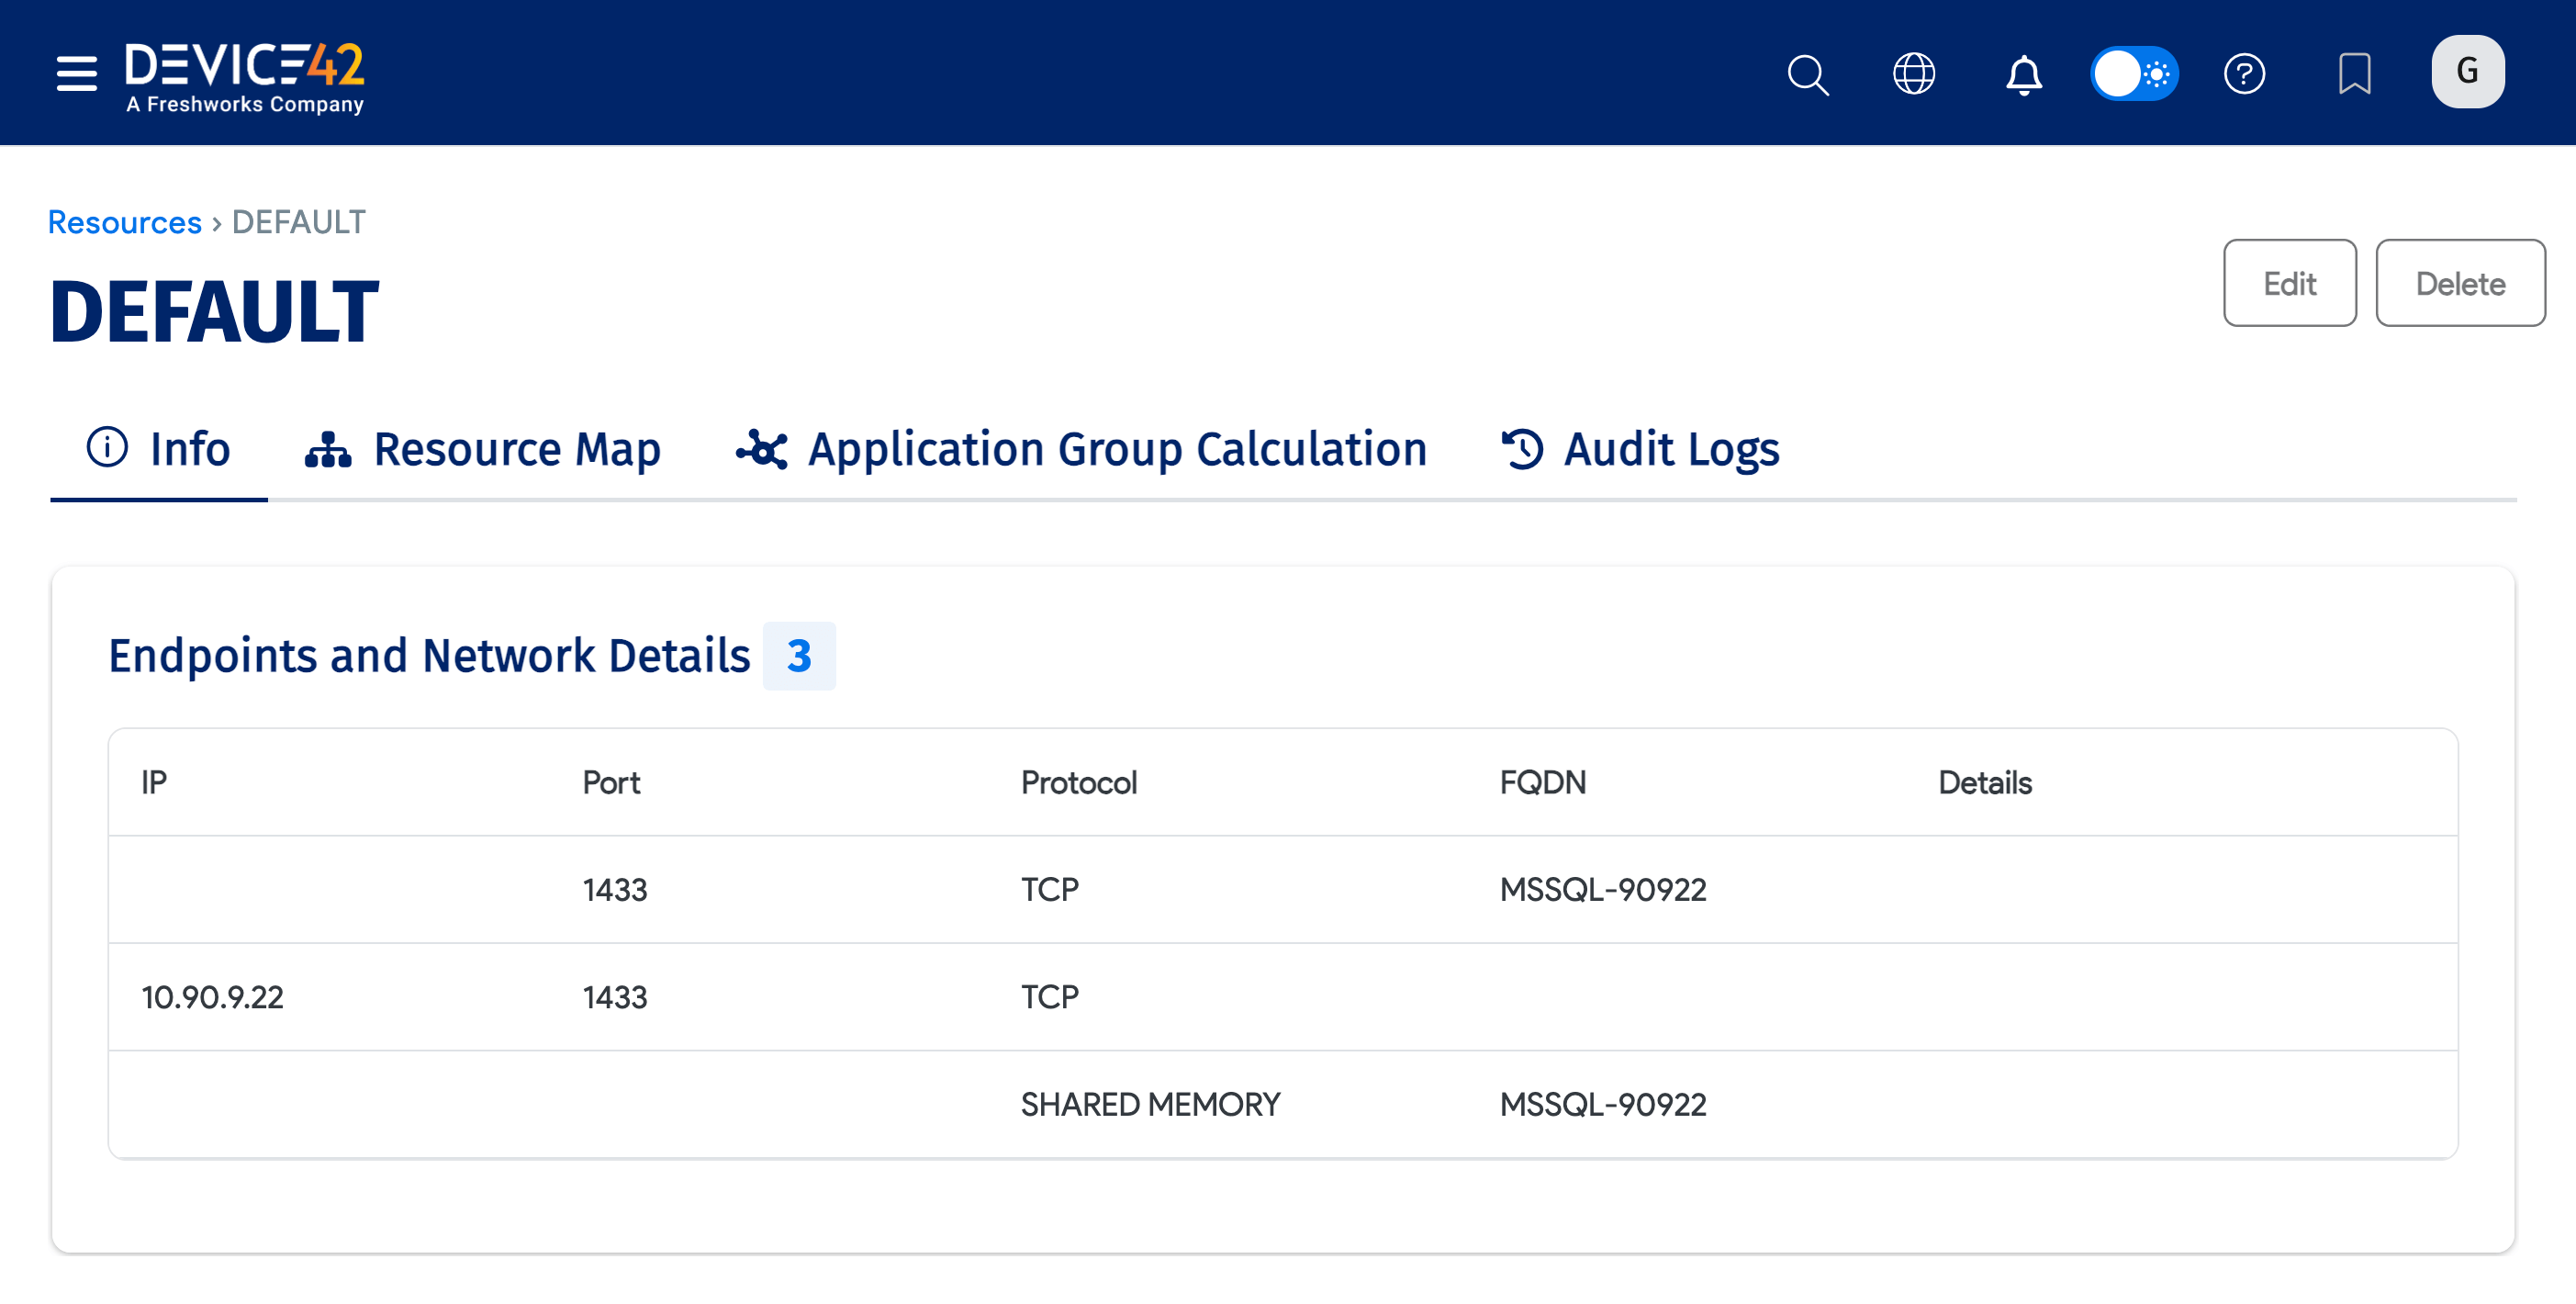 DEVICE42
A Freshworks Company
G
Resources › DEFAULT
DEFAULT
Edit
Delete
Info
Resource Map
Application Group Calculation
Audit Logs
Endpoints and Network Details 3
IP Port Protocol FQDN Details
1433 TCP MSSQL-90922
10.90.9.22 1433 TCP
SHARED MEMORY MSSQL-90922